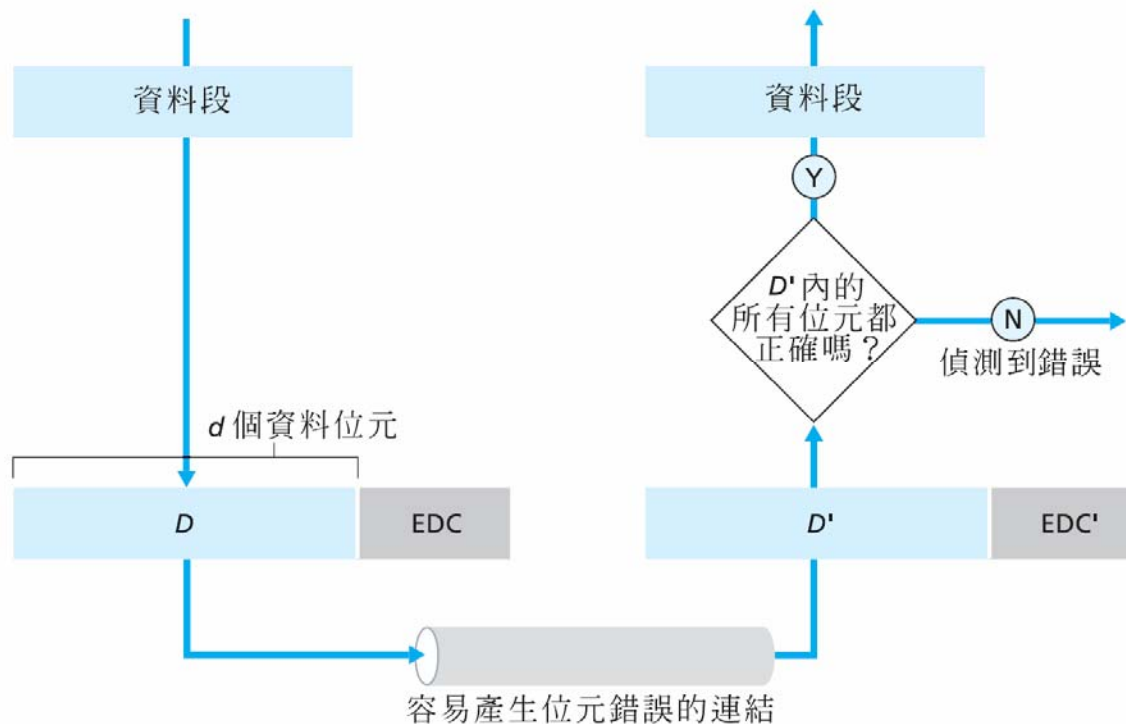 資料段
資料段
Y
D' 內的
所有位元都
正確嗎？
N
偵測到錯誤
d 個資料位元
D
EDC
D'
EDC'
容易產生位元錯誤的連結